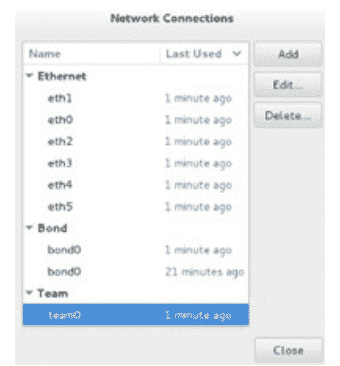 Network Connections
Name Last Used Add
Ethernet Edit...
eth1 1 minute ago Delete...
eth0 1 minute ago
eth2 1 minute ago
eth3 1 minute ago
eth4 1 minute ago
eth5 1 minute ago
Bond
bond0 1 minute ago
bond0 21 minutes ago
Team
team0 1 minute ago
Close